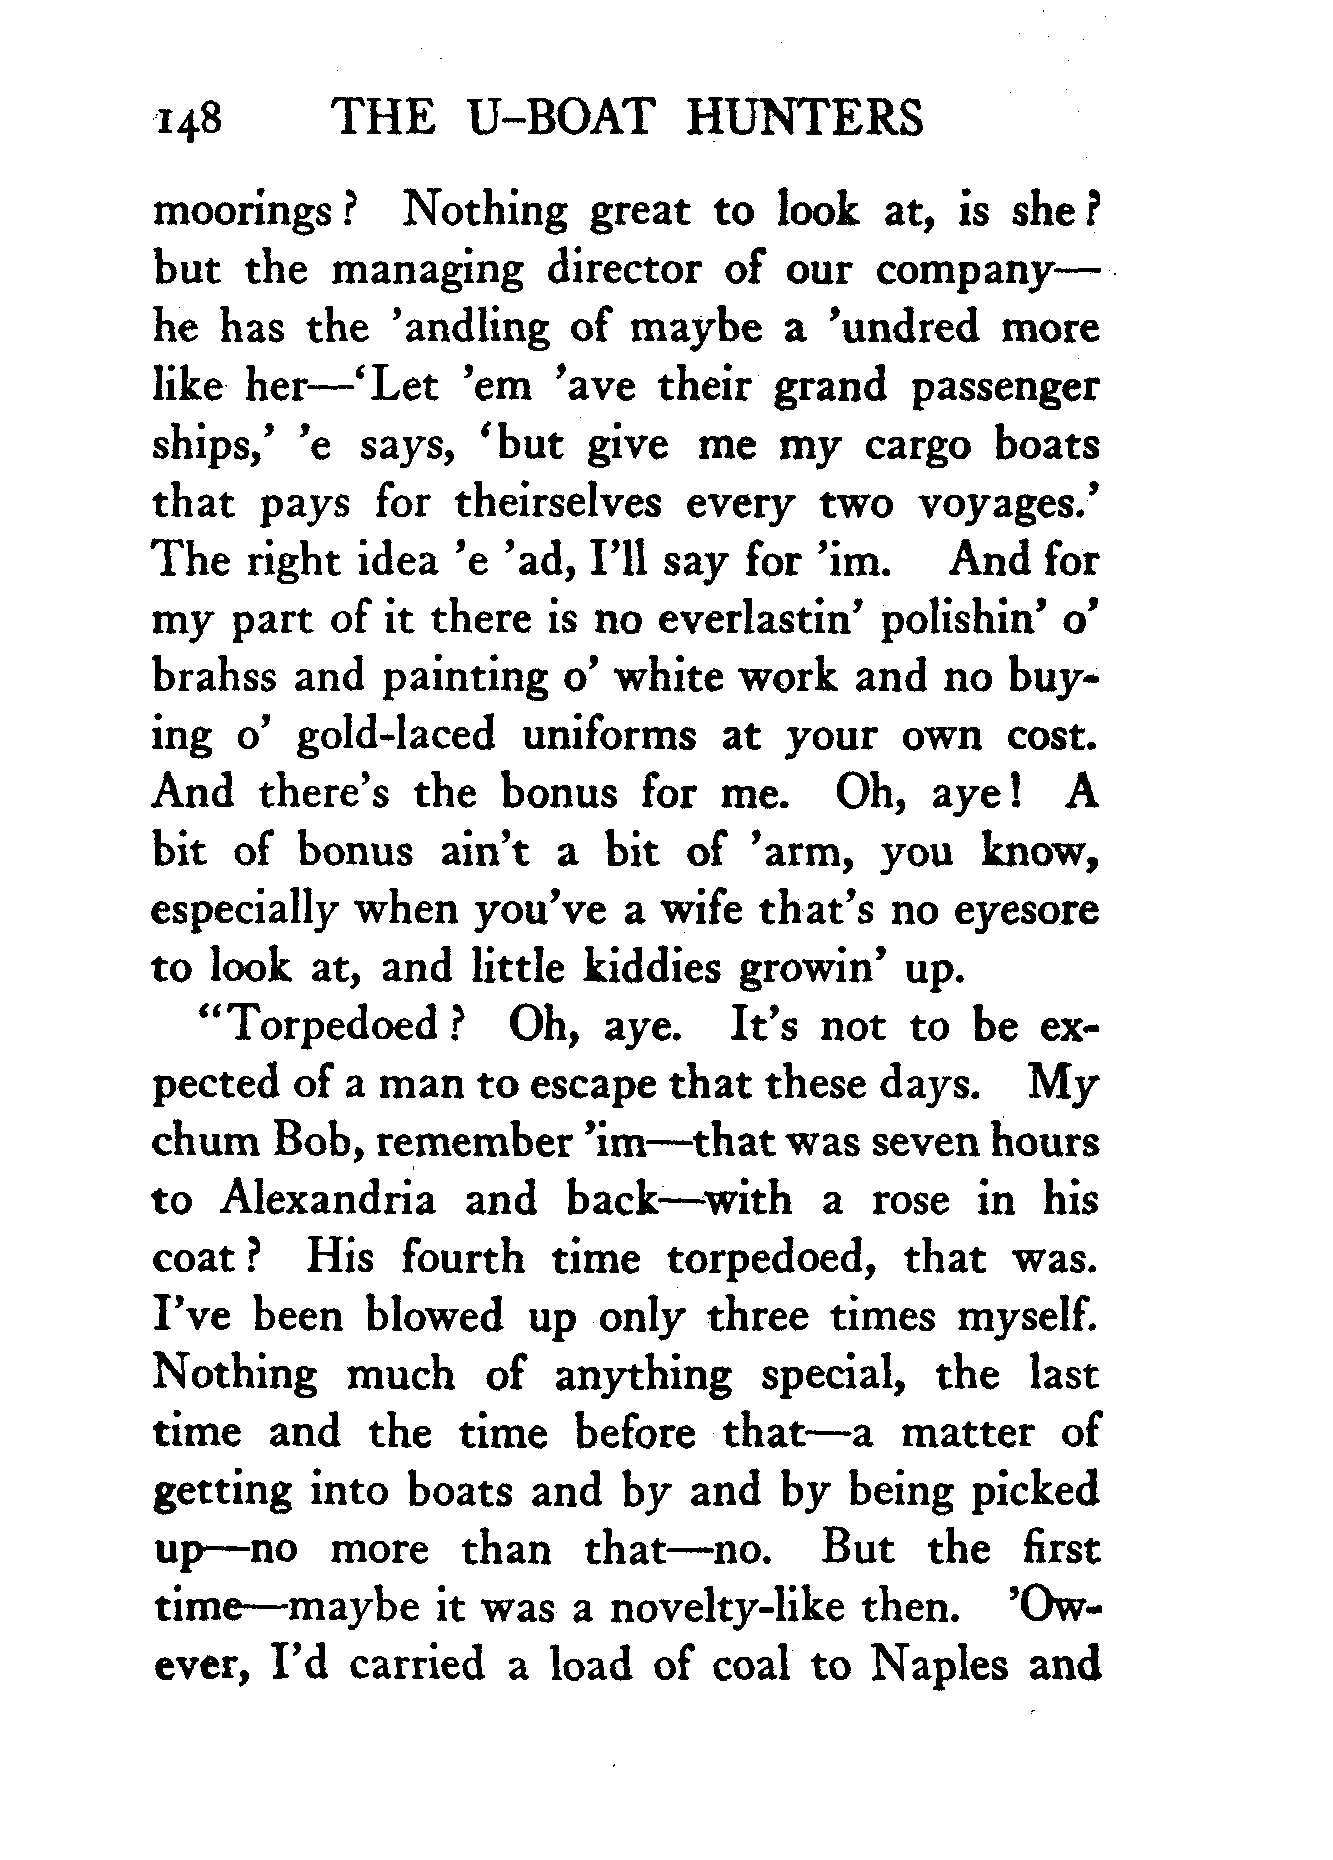 148 THE U-BOAT HUNTERS
moorings? Nothing great to look at, is she?
but the managing director of our company—
he has the 'andling of maybe a 'undred more
like her—'Let 'em 'ave their grand passenger
ships,' 'e says, 'but give me my cargo boats
that pays for theirselves every two voyages.'
The right idea 'e 'ad, I'll say for 'im. And for
my part of it there is no everlastin' polishin' o'
brahss and painting o' white work and no buy-
ing o' gold-laced uniforms at your own cost.
And there's the bonus for me. Oh, aye! A
bit of bonus ain't a bit of 'arm, you know,
especially when you've a wife that's no eyesore
to look at, and little kiddies growin' up.
"Torpedoed? Oh, aye. It's not to be ex-
pected of a man to escape that these days. My
chum Bob, remember 'im—that was seven hours
to Alexandria and back—with a rose in his
coat? His fourth time torpedoed, that was.
I've been blowed up only three times myself.
Nothing much of anything special, the last
time and the time before that—a matter of
getting into boats and by and by being picked
up—no more than that—no. But the first
time—maybe it was a novelty-like then. 'Ow-
ever, I'd carried a load of coal to Naples and